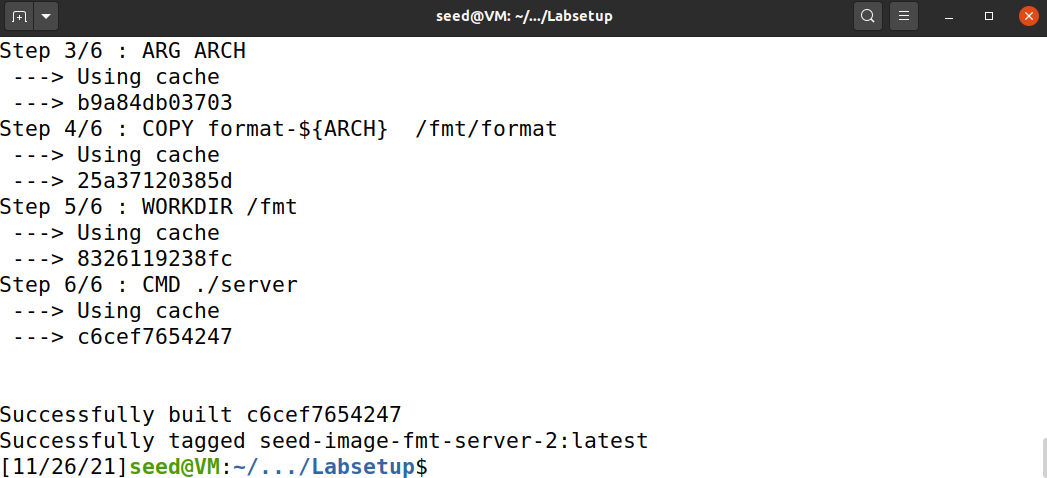 seed@VM: ~/.../Labsetup
Step 3/6 : ARG ARCH
 ---> Using cache
 ---> b9a84db03703
Step 4/6 : COPY format-${ARCH}  /fmt/format
 ---> Using cache
 ---> 25a37120385d
Step 5/6 : WORKDIR /fmt
 ---> Using cache
 ---> 8326119238fc
Step 6/6 : CMD ./server
 ---> Using cache
 ---> c6cef7654247
Successfully built c6cef7654247
Successfully tagged seed-image-fmt-server-2:latest
[11/26/21]seed@VM:~/.../Labsetup$